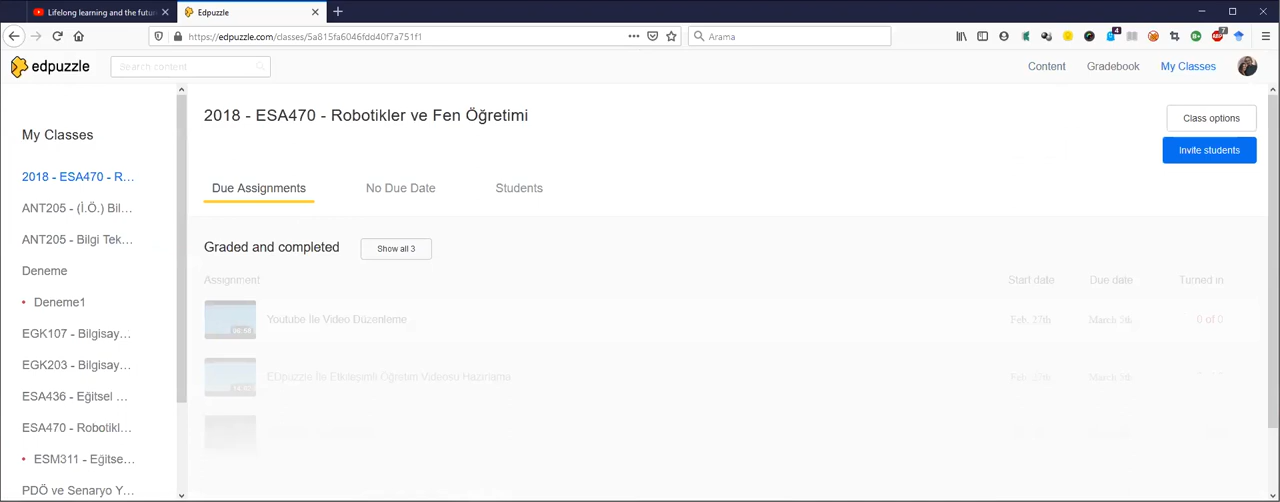 Lifelong learning and the futu
Edpuzzle
https://edpuzzle.com/classes/5a815fa6046fdd40f7a751f1
Arama
edpuzzle
Search content
Content
Gradebook
My Classes
My Classes
2018 - ESA470 - R...
ANT205 - (İ.Ö.) Bil...
ANT205 - Bilgi Tek...
Deneme
Deneme1
EGK107 - Bilgisay...
EGK203 - Bilgisay...
ESA436 - Eğitsel ...
ESA470 - Robotikl...
ESM311 - Eğitse...
PDÖ ve Senaryo Y...
2018 - ESA470 - Robotikler ve Fen Öğretimi
Class options
Invite students
Due Assignments
No Due Date
Students
Graded and completed
Show all 3
Assignment
Start date
Due date
Turned in
Youtube İle Video Düzenleme
Feb. 27th
March 5th
0 of 0
EDpuzzle İle Etkileşimli Öğretim Videosu Hazırlama